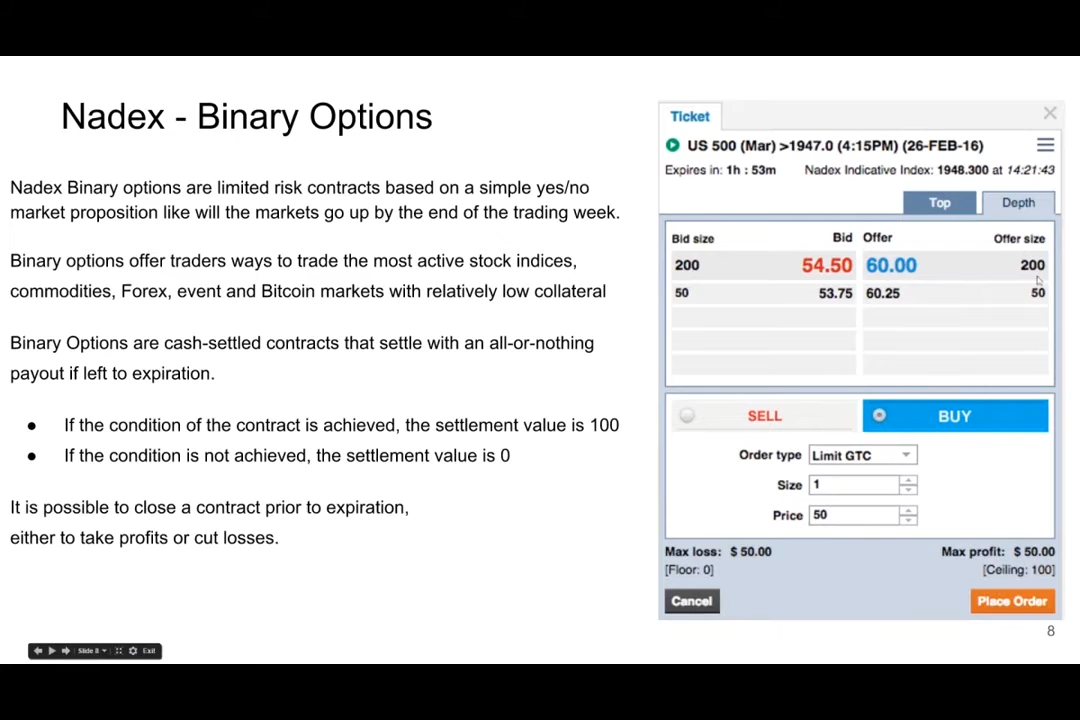 Nadex - Binary Options
Nadex Binary options are limited risk contracts based on a simple yes/no
market proposition like will the markets go up by the end of the trading week.
Binary options offer traders ways to trade the most active stock indices,
commodities, Forex, event and Bitcoin markets with relatively low collateral
Binary Options are cash-settled contracts that settle with an all-or-nothing
payout if left to expiration.
● If the condition of the contract is achieved, the settlement value is 100
● If the condition is not achieved, the settlement value is 0
It is possible to close a contract prior to expiration,
either to take profits or cut losses.
Ticket
US 500 (Mar) >1947.0 (4:15PM) (26-FEB-16)
Expires in: 1h : 53m Nadex Indicative Index: 1948.300 at 14:21:43
Top Depth
Bid size Bid Offer Offer size
200 54.50 60.00 200
50 53.75 60.25 50
SELL BUY
Order type Limit GTC
Size 1
Price 50
Max loss: $ 50.00 Max profit: $ 50.00
[Floor: 0] [Ceiling: 100]
Cancel Place Order
8
Slide 8 Exit